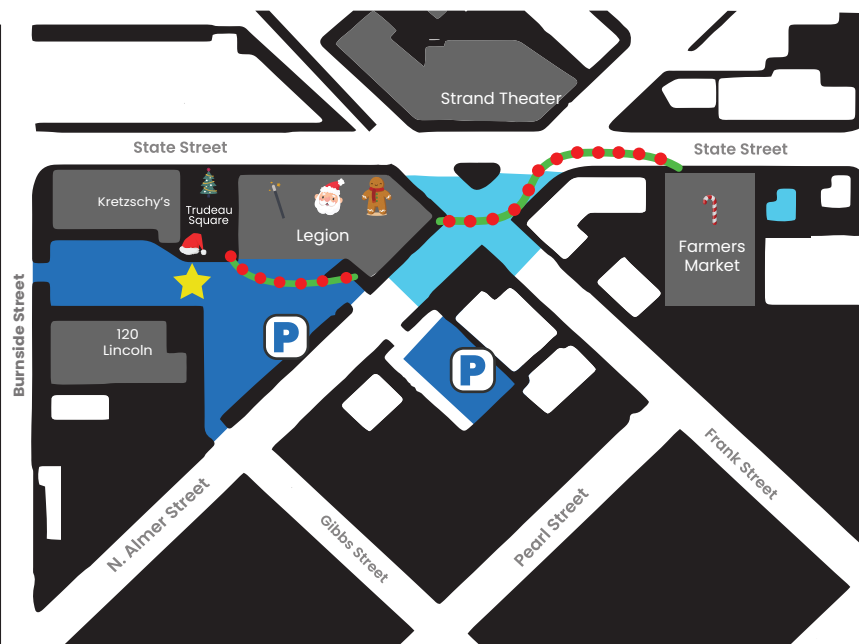 Strand Theater
State Street
State Street
Kretzschy's
Trudeau
Square
Legion
Farmers
Market
Burnside Street
120
Lincoln
P
P
N. Almer Street
Gibbs Street
Pearl Street
Frank Street